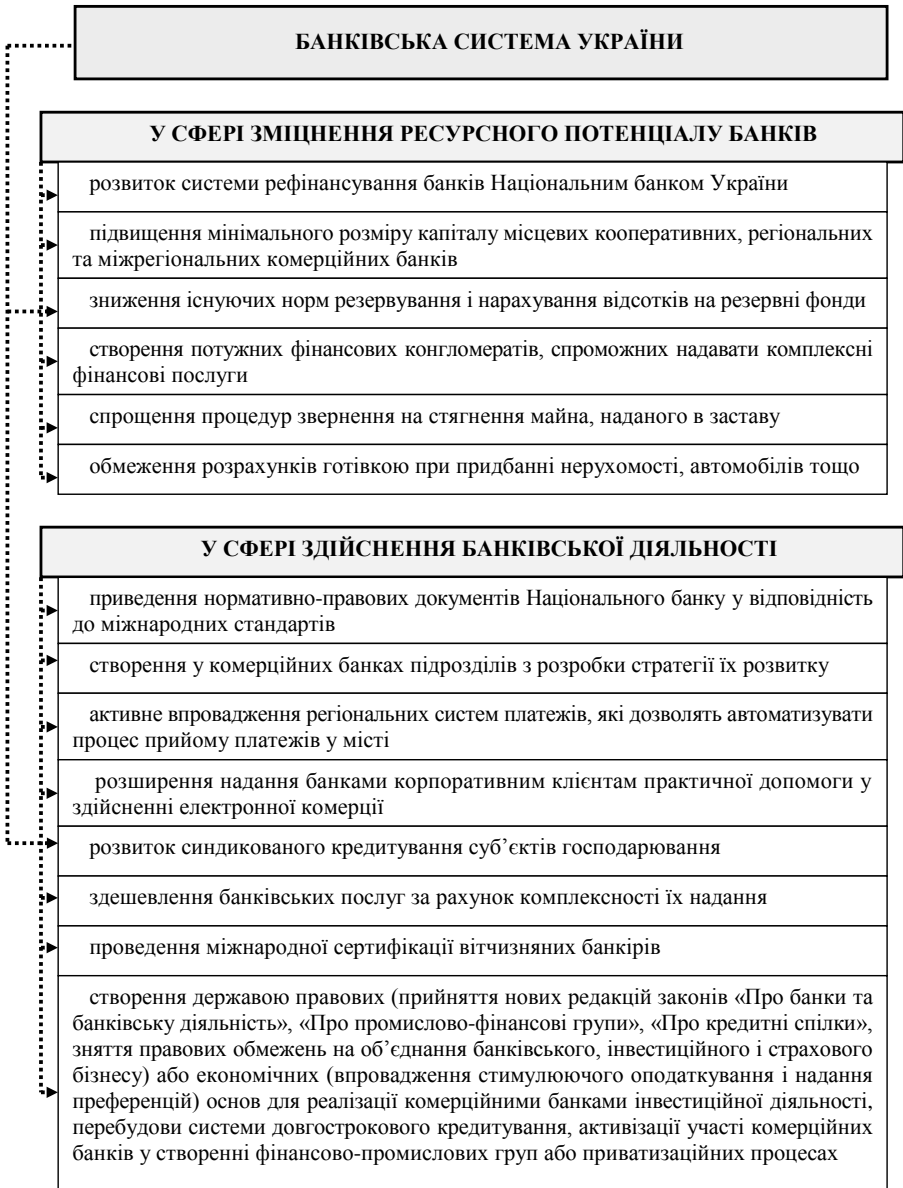 БАНКІВСЬКА СИСТЕМА УКРАЇНИ
У СФЕРІ ЗМІЦНЕННЯ РЕСУРСНОГО ПОТЕНЦІАЛУ БАНКІВ
розвиток системи рефінансування банків Національним банком України
підвищення мінімального розміру капіталу місцевих кооперативних, регіональних
та міжрегіональних комерційних банків
зниження існуючих норм резервування і нарахування відсотків на резервні фонди
створення потужних фінансових конгломератів, спроможних надавати комплексні
фінансові послуги
спрощення процедур звернення на стягнення майна, наданого в заставу
обмеження розрахунків готівкою при придбанні нерухомості, автомобілів тощо
У СФЕРІ ЗДІЙСНЕННЯ БАНКІВСЬКОЇ ДІЯЛЬНОСТІ
приведення нормативно-правових документів Національного банку у відповідність
до міжнародних стандартів
створення у комерційних банках підрозділів з розробки стратегії їх розвитку
активне впровадження регіональних систем платежів, які дозволять автоматизувати
процес прийому платежів у місті
розширення надання банками корпоративним клієнтам практичної допомоги у
здійсненні електронної комерції
розвиток синдикованого кредитування суб’єктів господарювання
здешевлення банківських послуг за рахунок комплексності їх надання
проведення міжнародної сертифікації вітчизняних банкірів
створення державою правових (прийняття нових редакцій законів «Про банки та
банківську діяльність», «Про промислово-фінансові групи», «Про кредитні спілки»,
зняття правових обмежень на об’єднання банківського, інвестиційного і страхового
бізнесу) або економічних (впровадження стимулюючого оподаткування і надання
преференцій) основ для реалізації комерційними банками інвестиційної діяльності,
перебудови системи довгострокового кредитування, активізації участі комерційних
банків у створенні фінансово-промислових груп або приватизаційних процесах